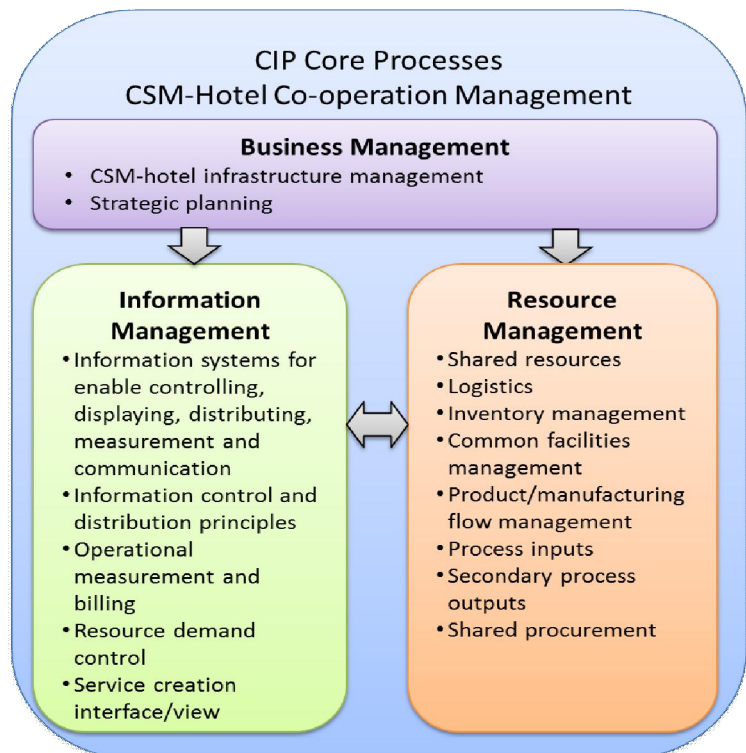 CIP Core Processes
CSM-Hotel Co-operation Management
Business Management
• CSM-hotel infrastructure management
• Strategic planning
Information
Management
• Information systems for
enable controlling,
displaying, distributing,
measurement and
communication
• Information control and
distribution principles
• Operational
measurement and
billing
• Resource demand
control
• Service creation
interface/view
Resource
Management
• Shared resources
• Logistics
• Inventory management
• Common facilities
management
• Product/manufacturing
flow management
• Process inputs
• Secondary process
outputs
• Shared procurement